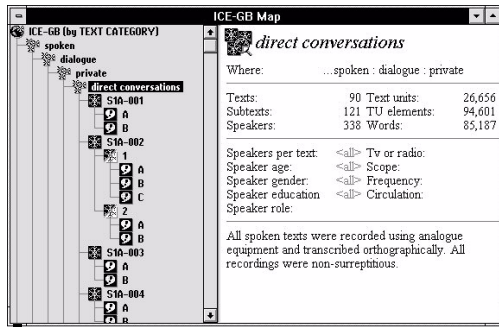 ICE-GB Map
ICE-GB (by TEXT CATEGORY)
spoken
dialogue
private
direct conversations
S1A-001
A
B
S1A-002
1
A
B
C
2
A
B
S1A-003
A
B
S1A-004
A
B
direct conversations
Where: ...spoken : dialogue : private
Texts: 90 Text units: 26,656
Subtexts: 121 TU elements: 94,601
Speakers: 338 Words: 85,187
Speakers per text: <all> Tv or radio:
Speaker age: <all> Scope:
Speaker gender: <all> Frequency:
Speaker education <all> Circulation:
Speaker role:
All spoken texts were recorded using analogue
equipment and transcribed orthographically. All
recordings were non-surreptitious.